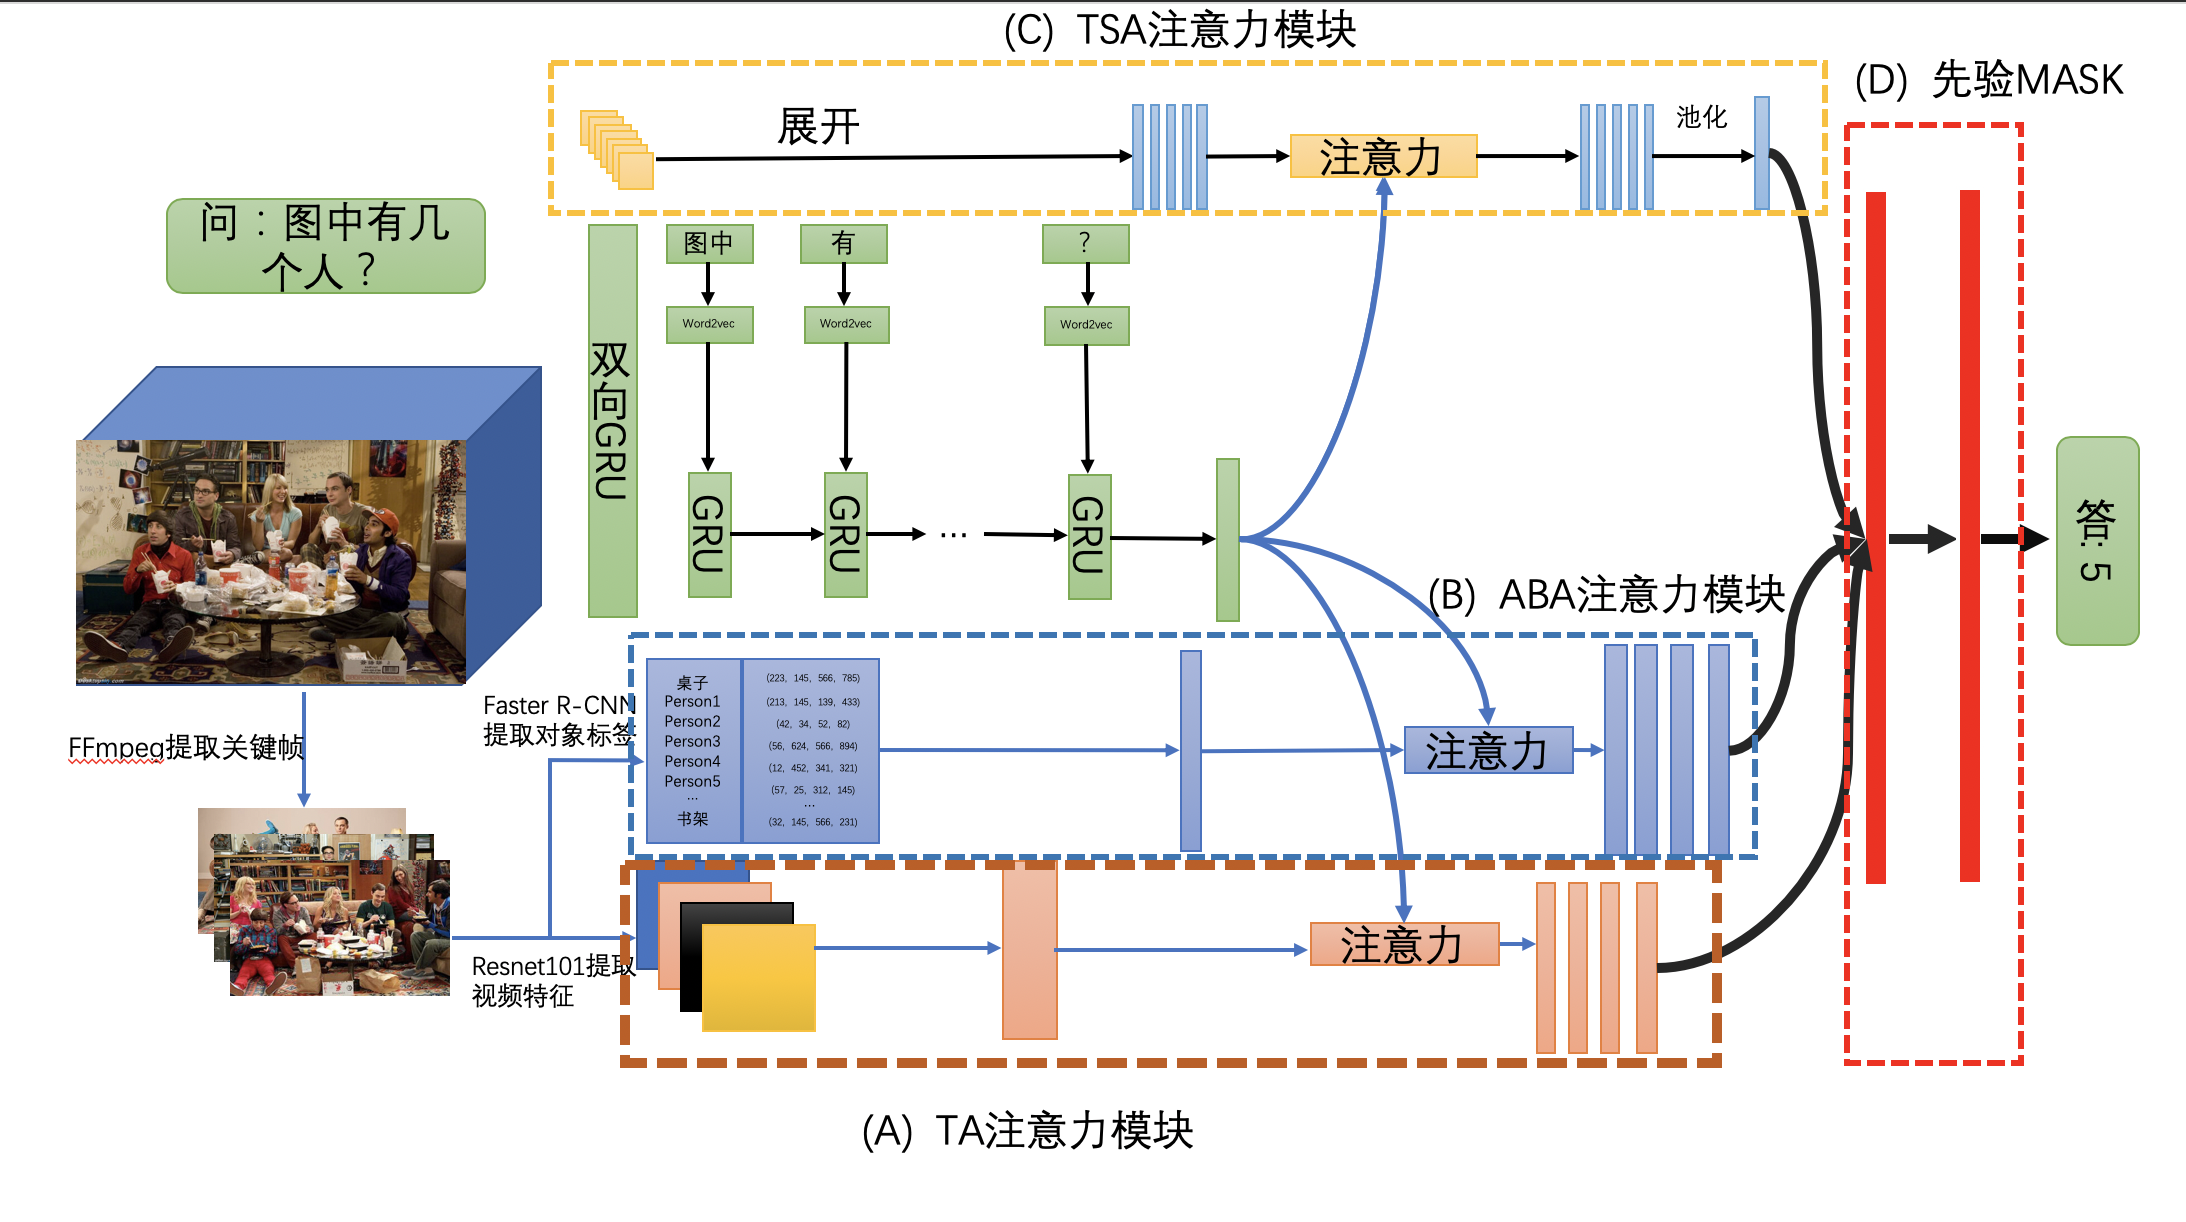 (C) TSA注意力模块
(D) 先验MASK
展开
注意力
池化
问：图中有几
个人？
双向GRU
图中
有
？
Word2vec
Word2vec
Word2vec
GRU
GRU
...
GRU
答：5
(B) ABA注意力模块
Faster R-CNN
提取对象标签
FFmpeg提取关键帧
桌子
Person1
Person2
Person3
Person4
Person5
...
书架
(223, 145, 566, 785)
(213, 145, 139, 433)
(42, 34, 52, 82)
(56, 624, 566, 894)
(12, 452, 341, 321)
(57, 25, 312, 145)
...
(32, 145, 566, 231)
注意力
Resnet101提取
视频特征
注意力
(A) TA注意力模块